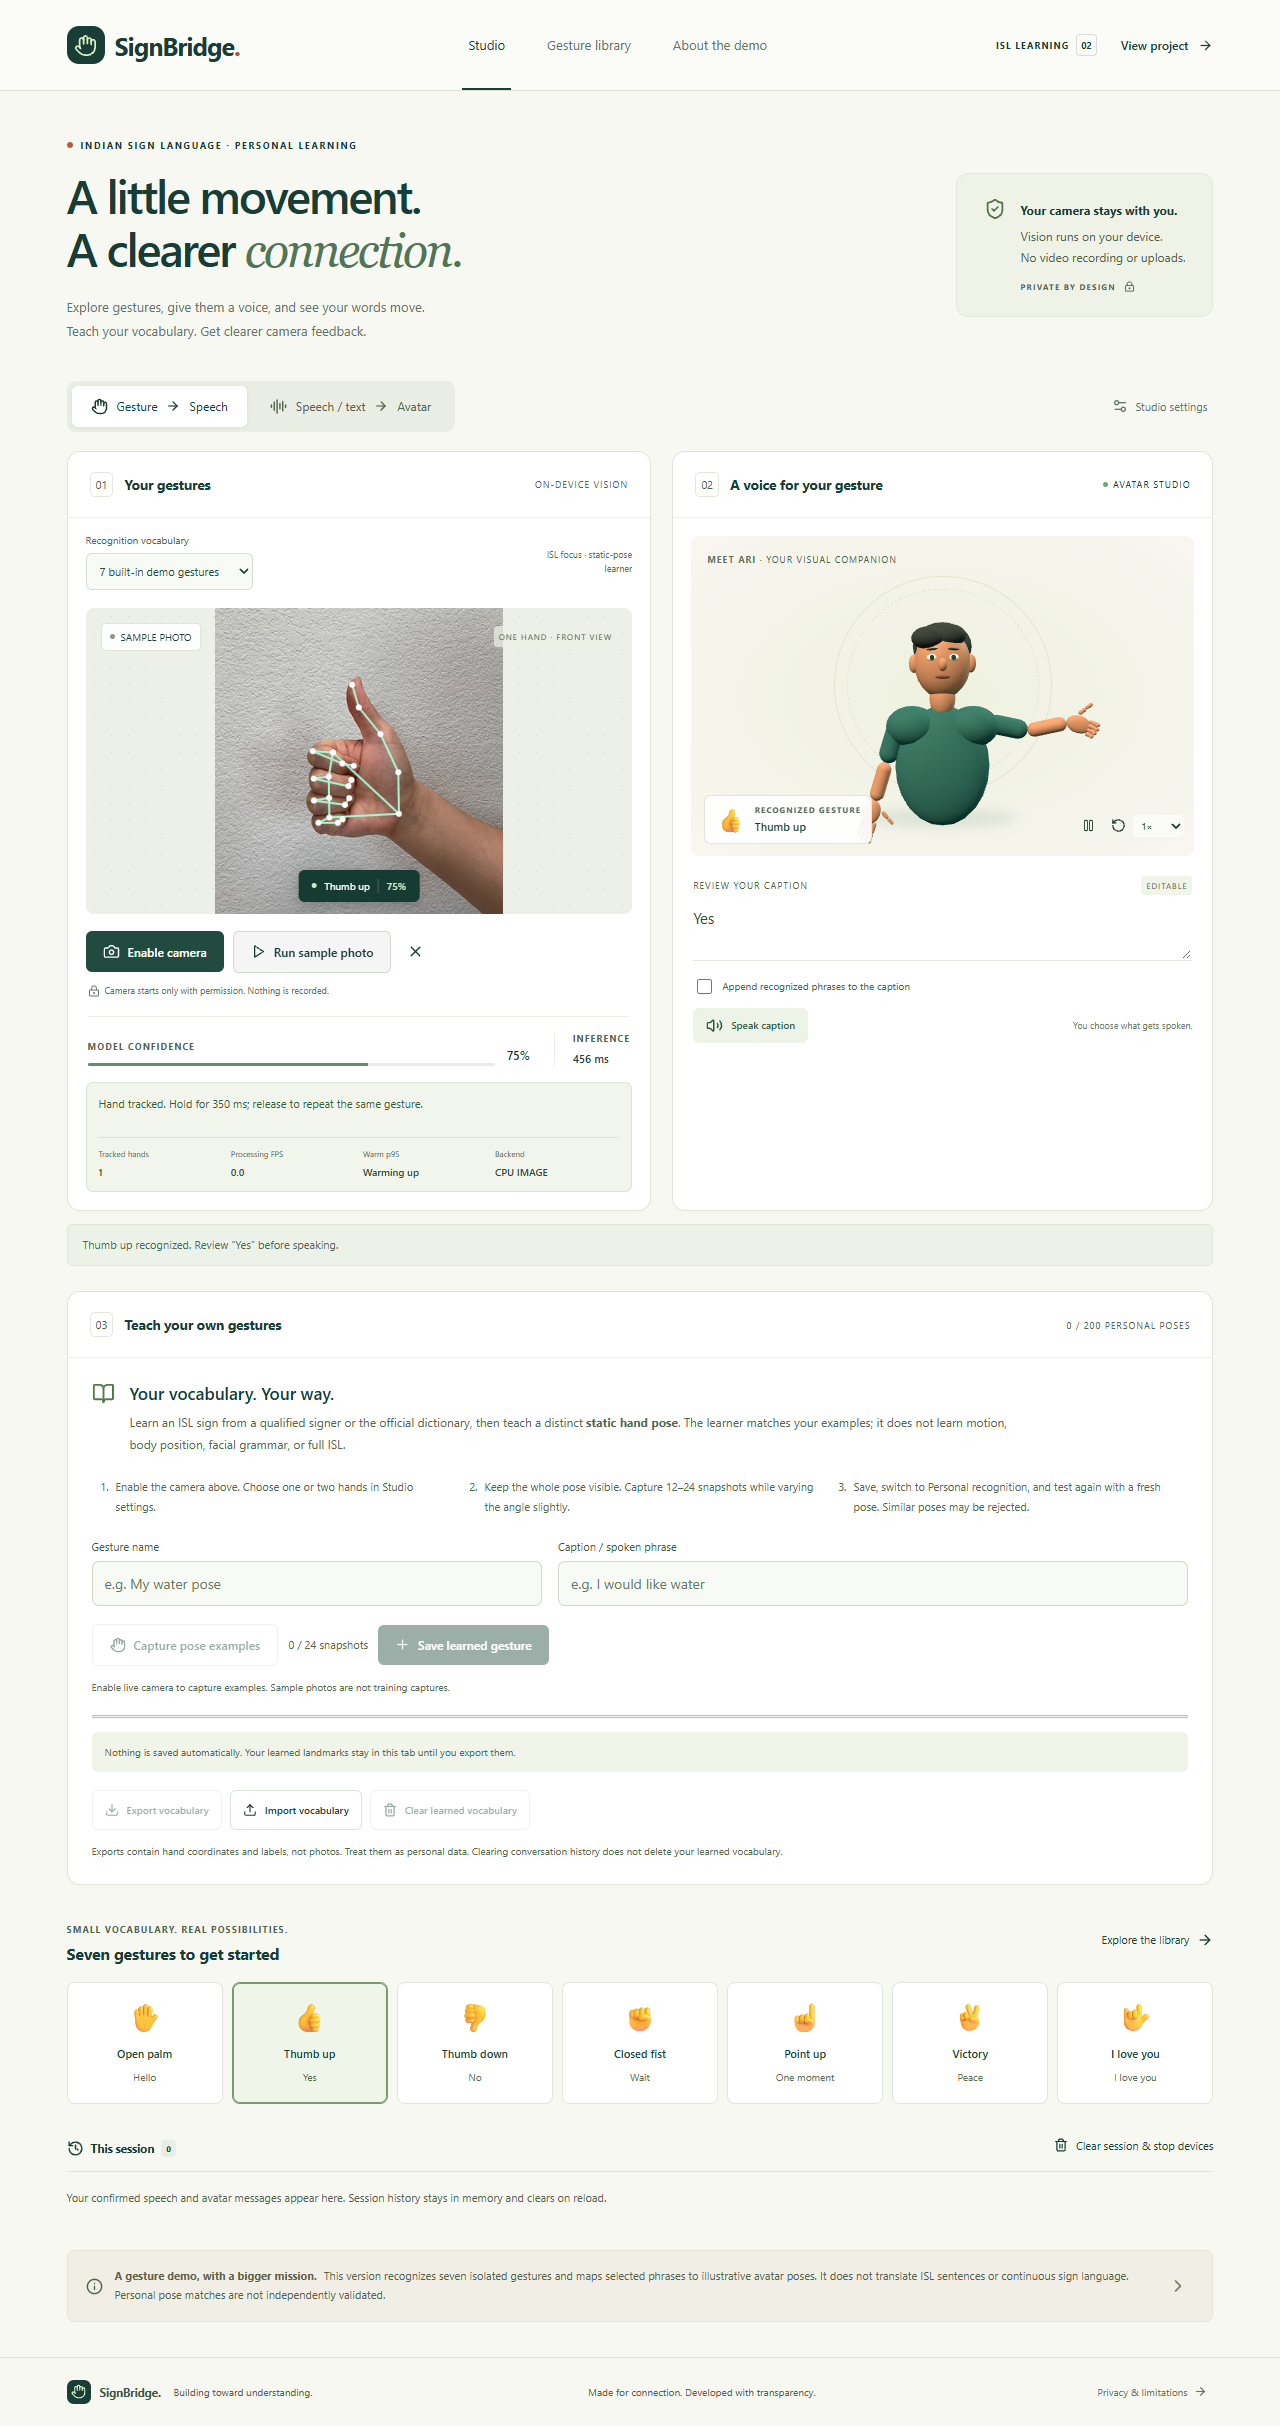 SignBridge.
Studio
Gesture library
About the demo
ISL LEARNING 02
View project
INDIAN SIGN LANGUAGE · PERSONAL LEARNING
A little movement.
A clearer connection.
Explore gestures, give them a voice, and see your words move.
Teach your vocabulary. Get clearer camera feedback.
Your camera stays with you.
Vision runs on your device.
No video recording or uploads.
PRIVATE BY DESIGN
Gesture → Speech
Speech / text → Avatar
Studio settings
01 Your gestures
ON-DEVICE VISION
Recognition vocabulary
7 built-in demo gestures
ISL focus · static-pose
learner
SAMPLE PHOTO
ONE HAND · FRONT VIEW
Thumb up 75%
Enable camera
Run sample photo
Camera starts only with permission. Nothing is recorded.
MODEL CONFIDENCE
75%
INFERENCE
456 ms
Hand tracked. Hold for 350 ms; release to repeat the same gesture.
Tracked hands
1
Processing FPS
0.0
Warm p95
Warming up
Backend
CPU IMAGE
02 A voice for your gesture
AVATAR STUDIO
MEET ARI · YOUR VISUAL COMPANION
RECOGNIZED GESTURE
Thumb up
1×
REVIEW YOUR CAPTION
EDITABLE
Yes
Append recognized phrases to the caption
Speak caption
You choose what gets spoken.
Thumb up recognized. Review “Yes” before speaking.
03 Teach your own gestures
0 / 200 PERSONAL POSES
Your vocabulary. Your way.
Learn an ISL sign from a qualified signer or the official dictionary, then teach a distinct static hand pose. The learner matches your examples; it does not learn motion,
body position, facial grammar, or full ISL.
1. Enable the camera above. Choose one or two hands in Studio
settings.
2. Keep the whole pose visible. Capture 12–24 snapshots while varying
the angle slightly.
3. Save, switch to Personal recognition, and test again with a fresh
pose. Similar poses may be rejected.
Gesture name
e.g. My water pose
Caption / spoken phrase
e.g. I would like water
Capture pose examples
0 / 24 snapshots
Save learned gesture
Enable live camera to capture examples. Sample photos are not training captures.
Nothing is saved automatically. Your learned landmarks stay in this tab until you export them.
Export vocabulary
Import vocabulary
Clear learned vocabulary
Exports contain hand coordinates and labels, not photos. Treat them as personal data. Clearing conversation history does not delete your learned vocabulary.
SMALL VOCABULARY. REAL POSSIBILITIES.
Seven gestures to get started
Explore the library
Open palm
Hello
Thumb up
Yes
Thumb down
No
Closed fist
Wait
Point up
One moment
Victory
Peace
I love you
I love you
This session 0
Clear session & stop devices
Your confirmed speech and avatar messages appear here. Session history stays in memory and clears on reload.
A gesture demo, with a bigger mission. This version recognizes seven isolated gestures and maps selected phrases to illustrative avatar poses. It does not translate ISL sentences or continuous sign language.
Personal pose matches are not independently validated.
SignBridge.
Building toward understanding.
Made for connection. Developed with transparency.
Privacy & limitations